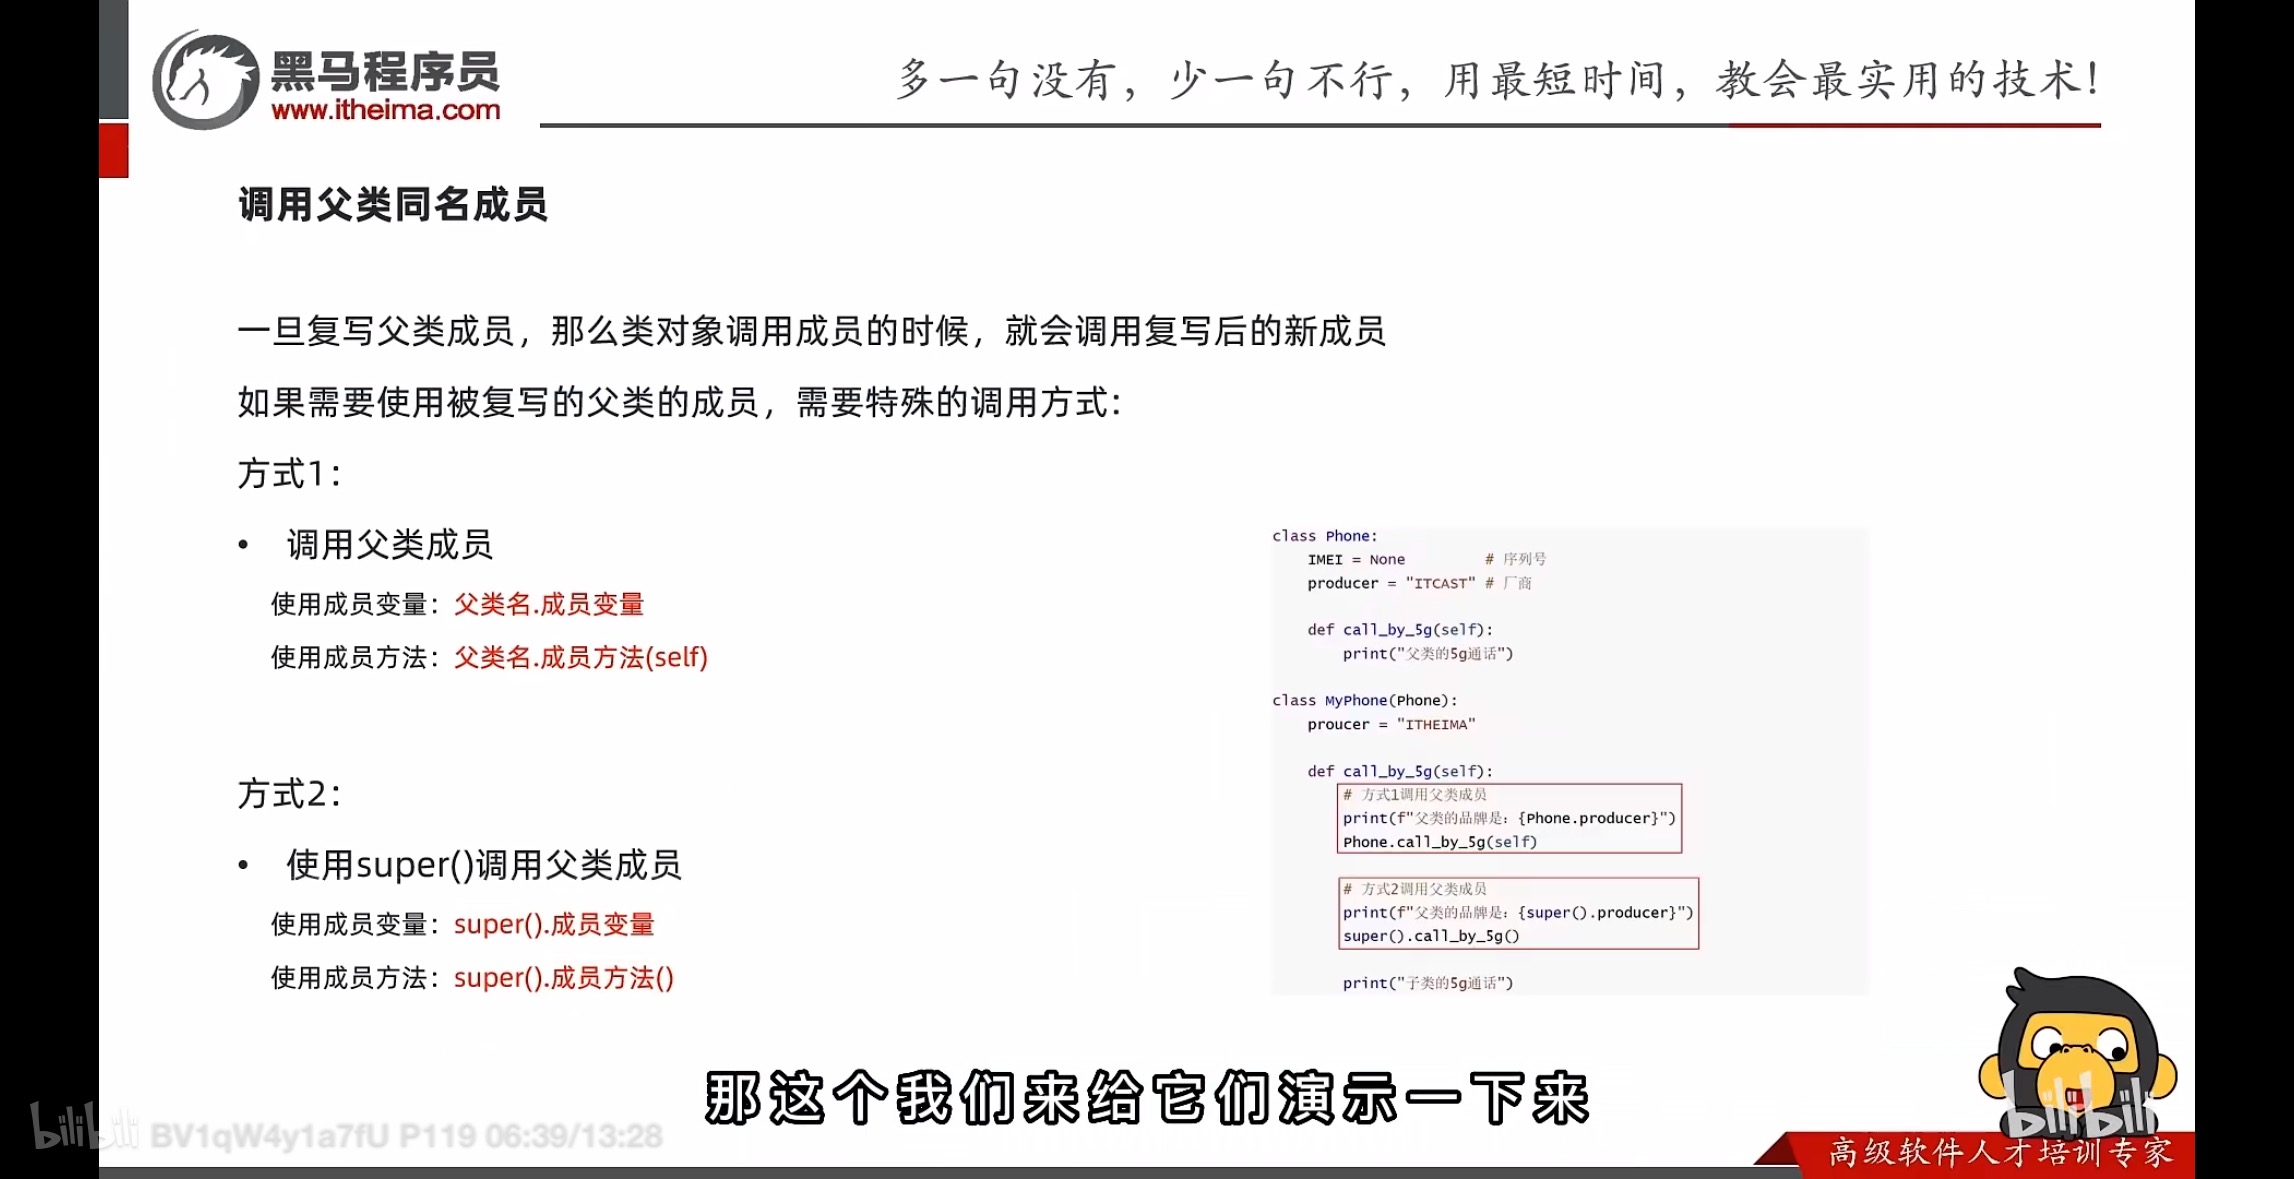 黑马程序员
www.itheima.com
多一句没有，少一句不行，用最短时间，教会最实用的技术！
调用父类同名成员
一旦复写父类成员，那么类对象调用成员的时候，就会调用复写后的新成员
如果需要使用被复写的父类的成员，需要特殊的调用方式：
方式1：
• 调用父类成员
使用成员变量：父类名.成员变量
使用成员方法：父类名.成员方法(self)
方式2：
• 使用super()调用父类成员
使用成员变量：super().成员变量
使用成员方法：super().成员方法()
class Phone:
    IMEI = None          # 序列号
    producer = "ITCAST" # 厂商

    def call_by_5g(self):
        print("父类的5g通话")

class MyPhone(Phone):
    proucer = "ITHEIMA"

    def call_by_5g(self):
        # 方式1调用父类成员
        print(f"父类的品牌是：{Phone.producer}")
        Phone.call_by_5g(self)

        # 方式2调用父类成员
        print(f"父类的品牌是：{super().producer}")
        super().call_by_5g()

        print("子类的5g通话")
那这个我们来给它们演示一下来
bilibili BV1qW4y1a7fU P119 06:39/13:28
bilibili
高级软件人才培训专家